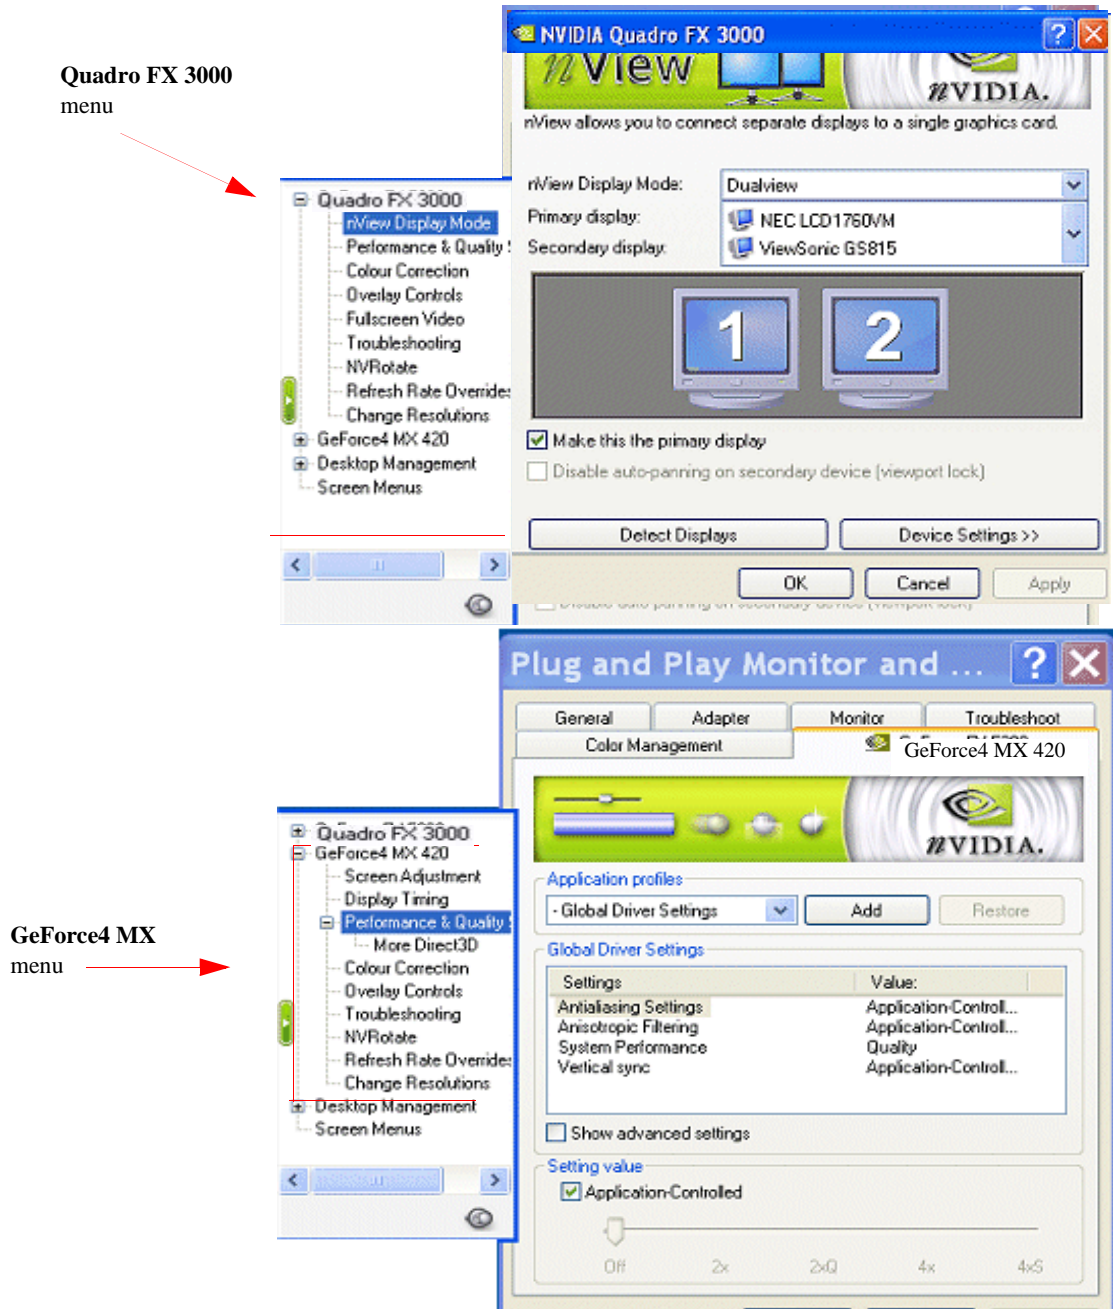 NVIDIA Quadro FX 3000
nView
nVIDIA.
nView allows you to connect separate displays to a single graphics card.
Quadro FX 3000
menu
nView Display Mode:
Dualview
Primary display:
NEC LCD1760VM
Secondary display:
ViewSonic GS815
1
2
Make this the primary display
Disable auto-panning on secondary device (viewport lock)
Detect Displays
Device Settings >>
OK
Cancel
Apply
Quadro FX 3000
nView Display Mode
Performance & Quality S
Colour Correction
Overlay Controls
Fullscreen Video
Troubleshooting
NVRotate
Refresh Rate Overrides
Change Resolutions
GeForce4 MX 420
Desktop Management
Screen Menus
Plug and Play Monitor and ...
General
Adapter
Monitor
Troubleshoot
Color Management
GeForce4 MX 420
nVIDIA.
GeForce4 MX
menu
Quadro FX 3000
GeForce4 MX 420
Screen Adjustment
Display Timing
Performance & Quality S
More Direct3D
Colour Correction
Overlay Controls
Troubleshooting
NVRotate
Refresh Rate Overrides
Change Resolutions
Desktop Management
Screen Menus
Application profiles
- Global Driver Settings
Add
Restore
Global Driver Settings
Settings
Value:
Antialiasing Settings
Application-Controll...
Anisotropic Filtering
Application-Controll...
System Performance
Quality
Vertical sync
Application-Controll...
Show advanced settings
Setting value
Application-Controlled
Off
2x
2xQ
4x
4xS